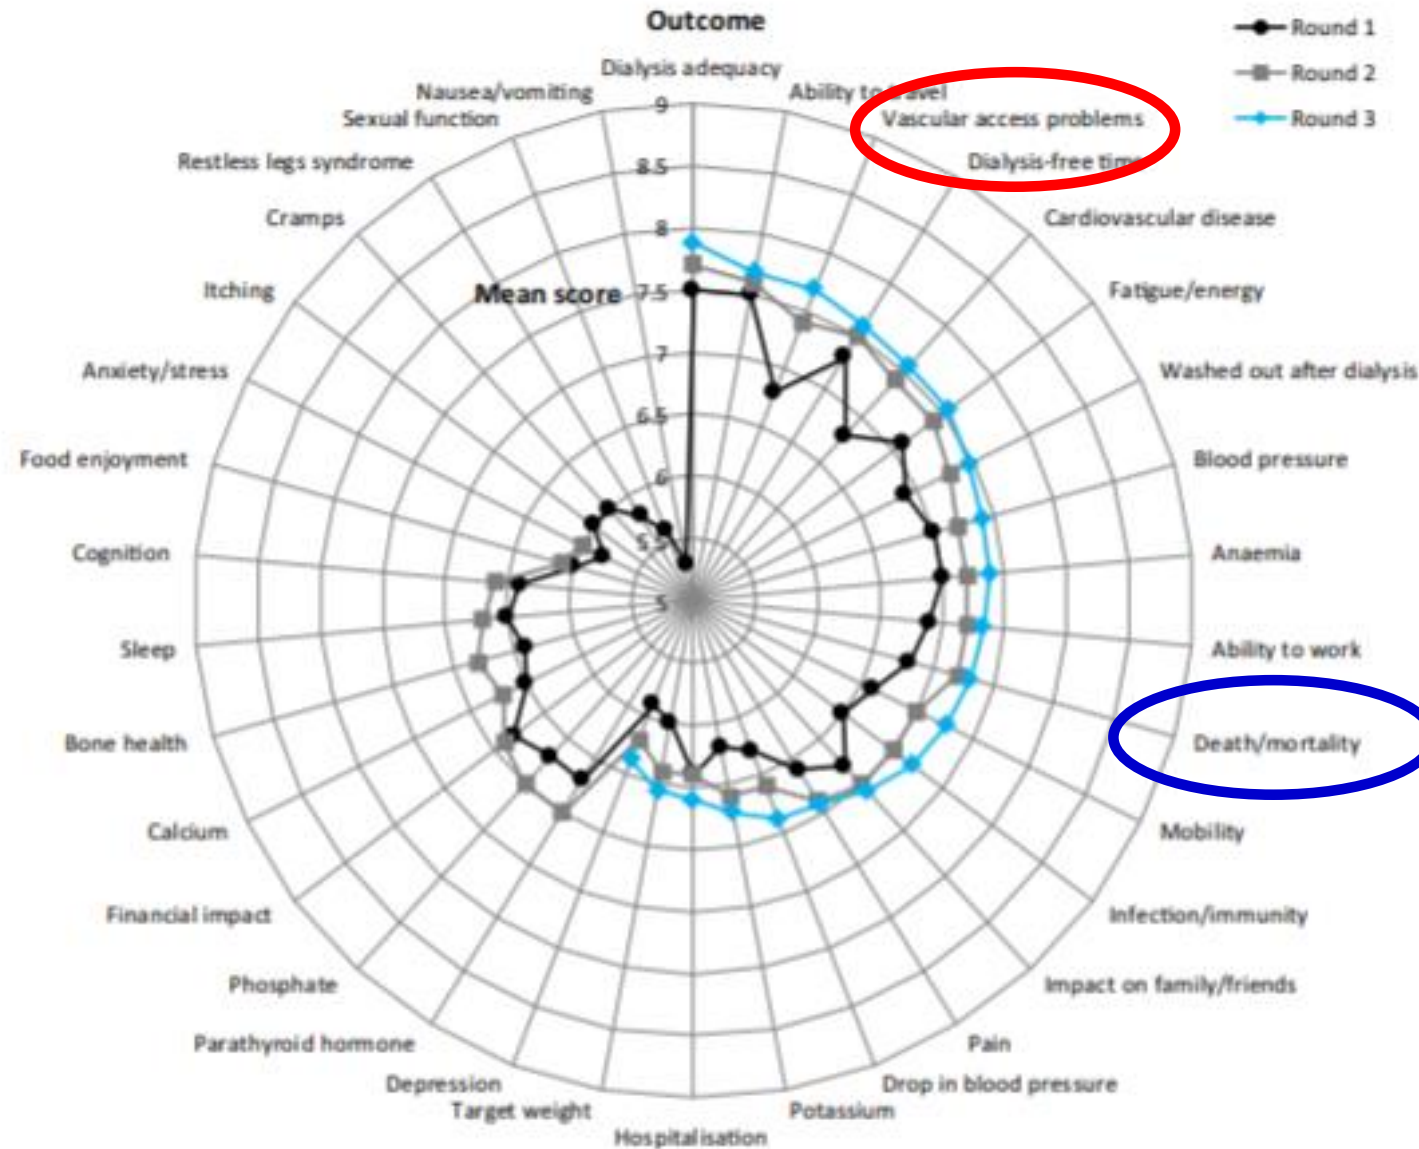 Outcome
Round 1
Round 2
Round 3
Dialysis adequacy
Ability to travel
Vascular access problems
Dialysis-free time
Cardiovascular disease
Fatigue/energy
Washed out after dialysis
Blood pressure
Anaemia
Ability to work
Death/mortality
Mobility
Infection/immunity
Impact on family/friends
Pain
Drop in blood pressure
Potassium
Hospitalisation
Target weight
Depression
Parathyroid hormone
Phosphate
Financial impact
Calcium
Bone health
Sleep
Cognition
Food enjoyment
Anxiety/stress
Itching
Cramps
Restless legs syndrome
Sexual function
Nausea/vomiting
9
8.5
8
Mean score
7.5
7
6.5
6
5.5
5